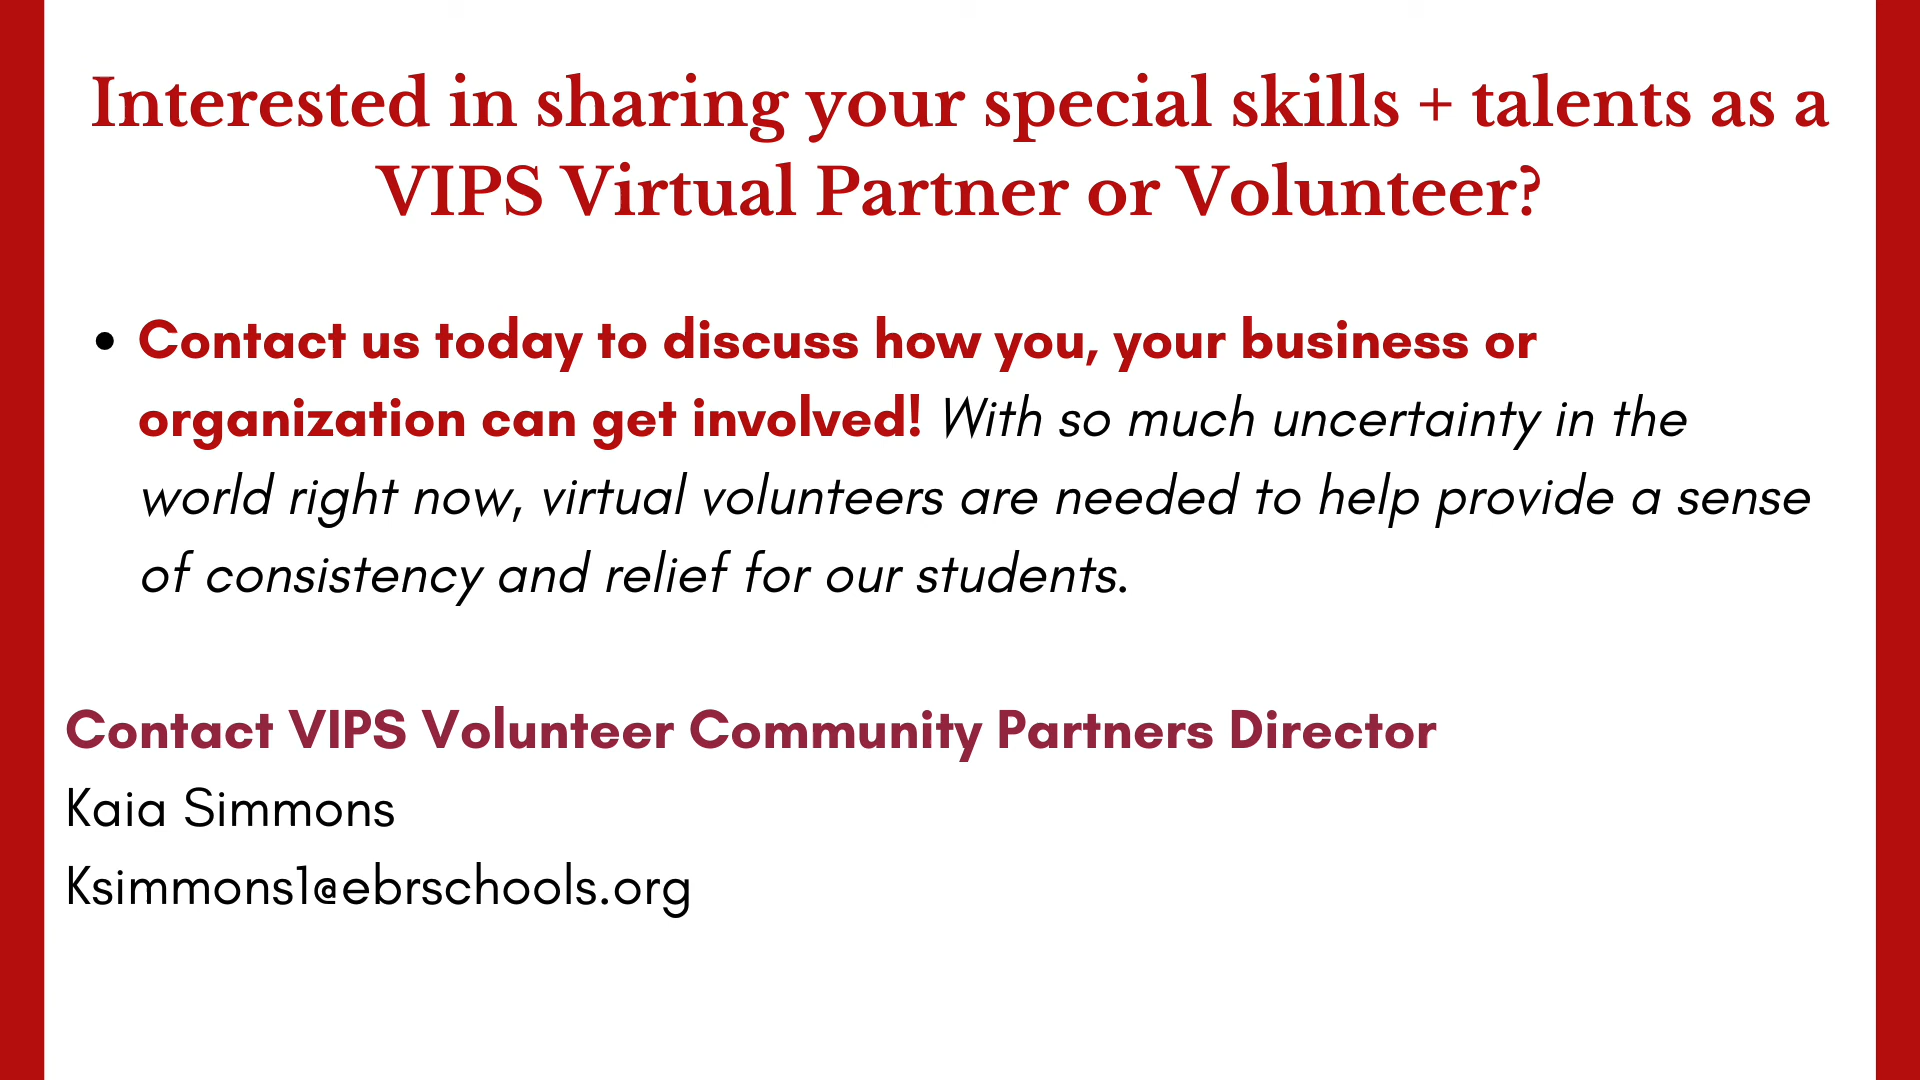 Interested in sharing your special skills + talents as a
VIPS Virtual Partner or Volunteer?
• Contact us today to discuss how you, your business or
organization can get involved! With so much uncertainty in the
world right now, virtual volunteers are needed to help provide a sense
of consistency and relief for our students.
Contact VIPS Volunteer Community Partners Director
Kaia Simmons
Ksimmons1@ebrschools.org